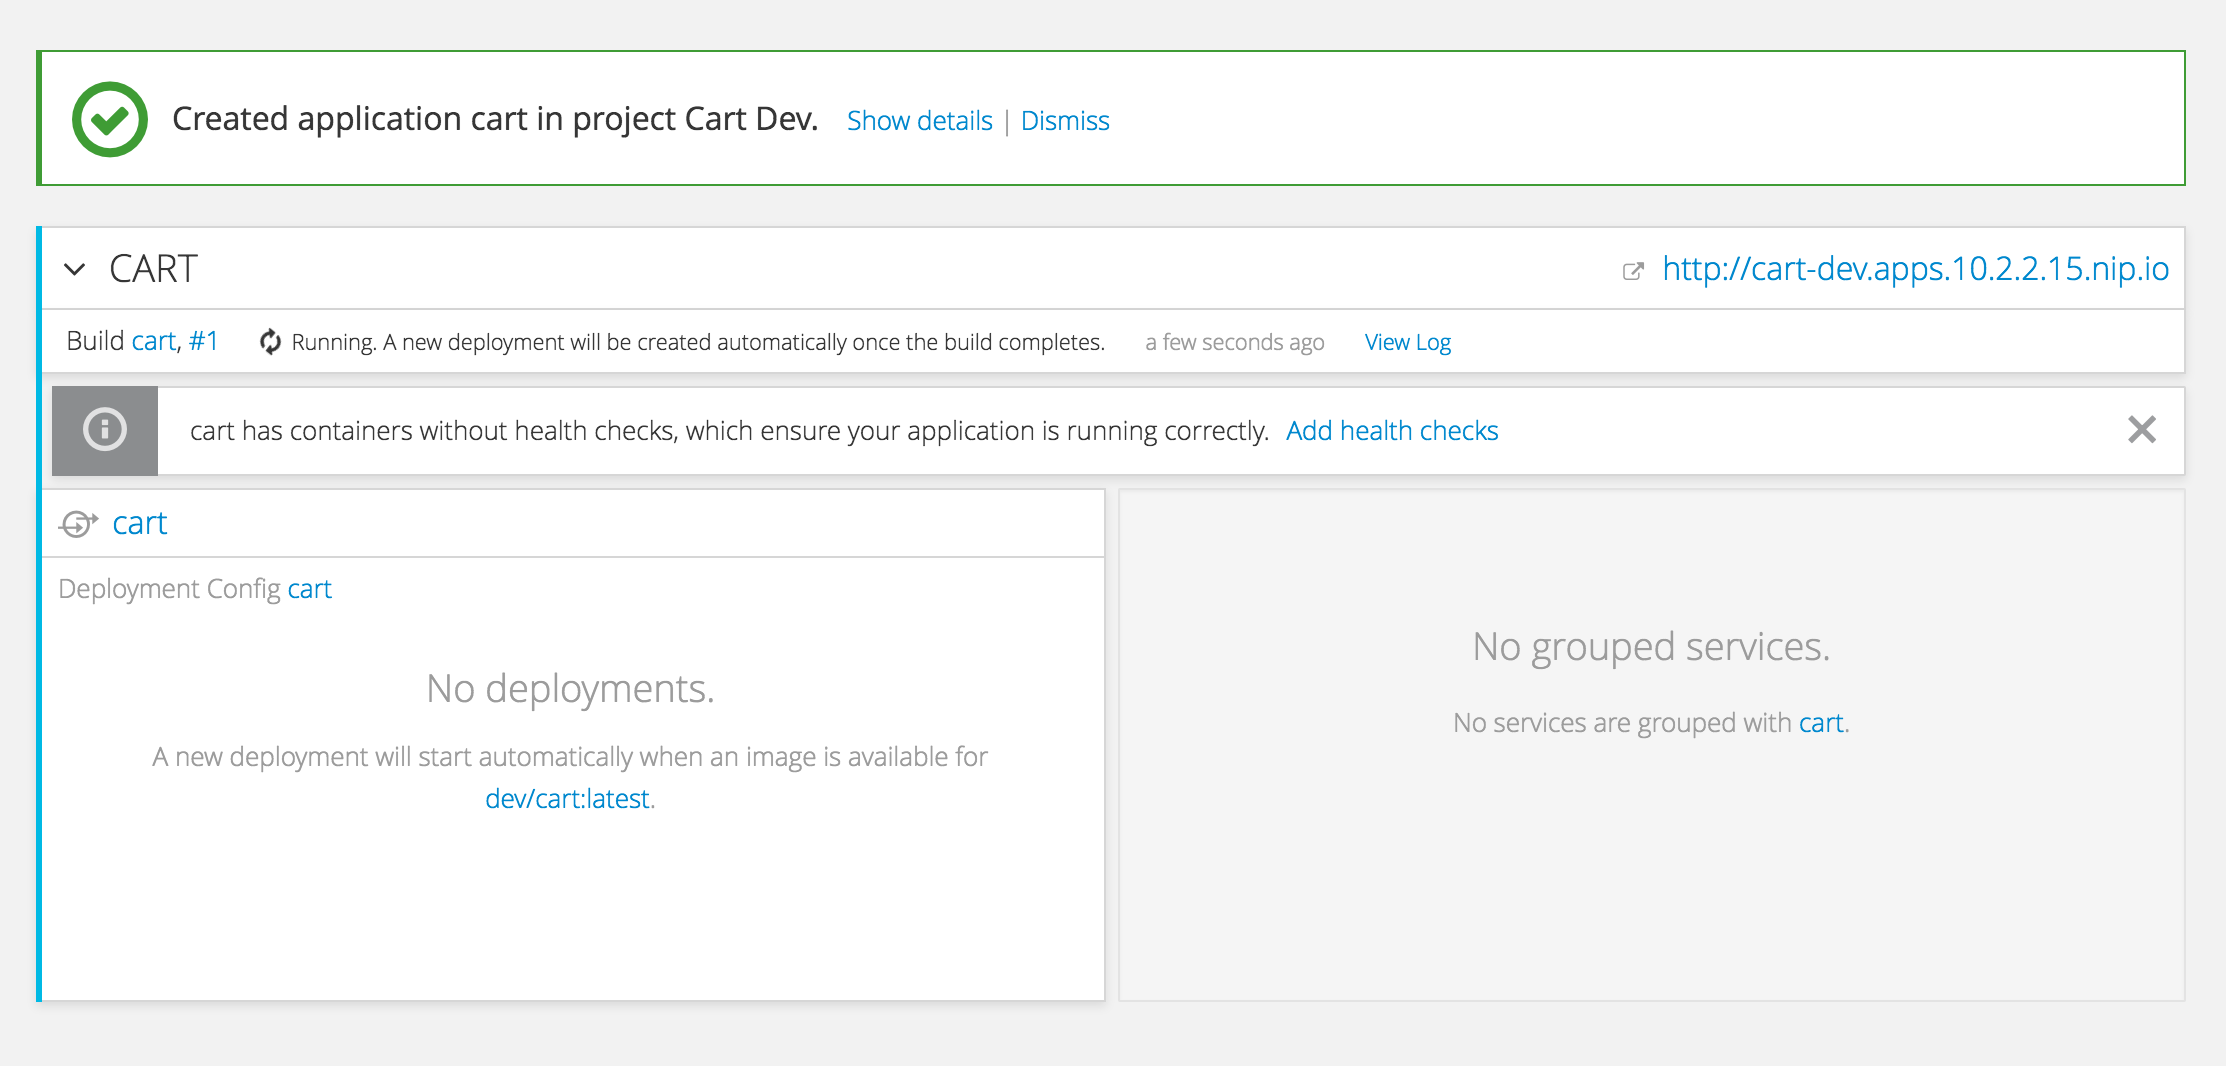 Created application cart in project Cart Dev. Show details | Dismiss
CART http://cart-dev.apps.10.2.2.15.nip.io
Build cart, #1 Running. A new deployment will be created automatically once the build completes. a few seconds ago View Log
cart has containers without health checks, which ensure your application is running correctly. Add health checks
cart
Deployment Config cart
No deployments.
A new deployment will start automatically when an image is available for
dev/cart:latest.
No grouped services.
No services are grouped with cart.